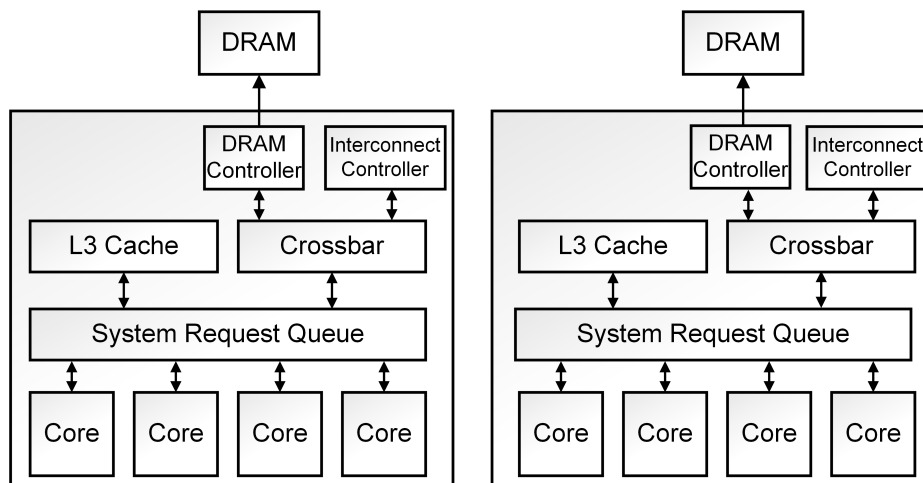 DRAM
DRAM
DRAM
Controller
Interconnect
Controller
DRAM
Controller
Interconnect
Controller
L3 Cache
Crossbar
L3 Cache
Crossbar
System Request Queue
System Request Queue
Core
Core
Core
Core
Core
Core
Core
Core